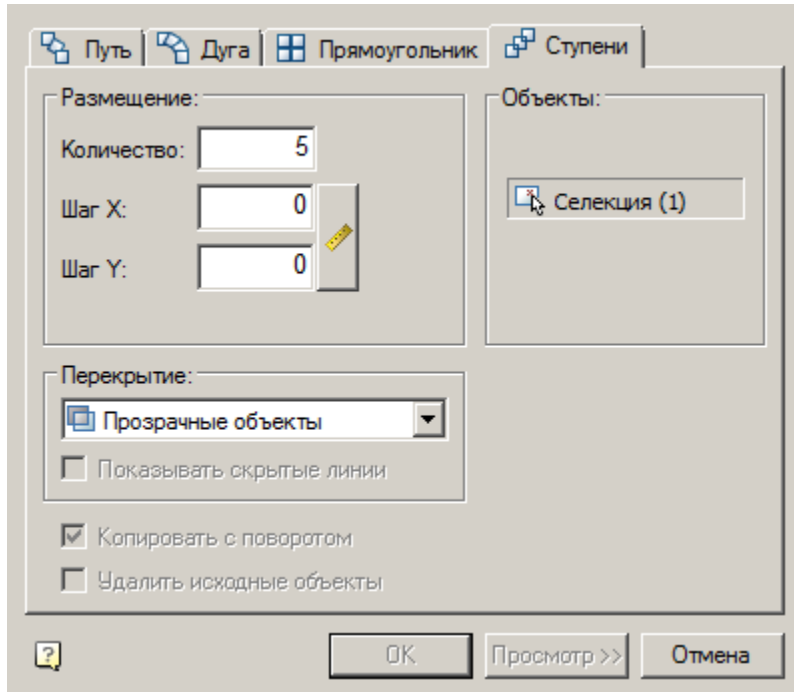 Путь Дуга Прямоугольник Ступени
Размещение:
Количество: 5
Шаг X: 0
Шаг Y: 0
Объекты:
Селекция (1)
Перекрытие:
Прозрачные объекты
Показывать скрытые линии
Копировать с поворотом
Удалить исходные объекты
? OK Просмотр >> Отмена